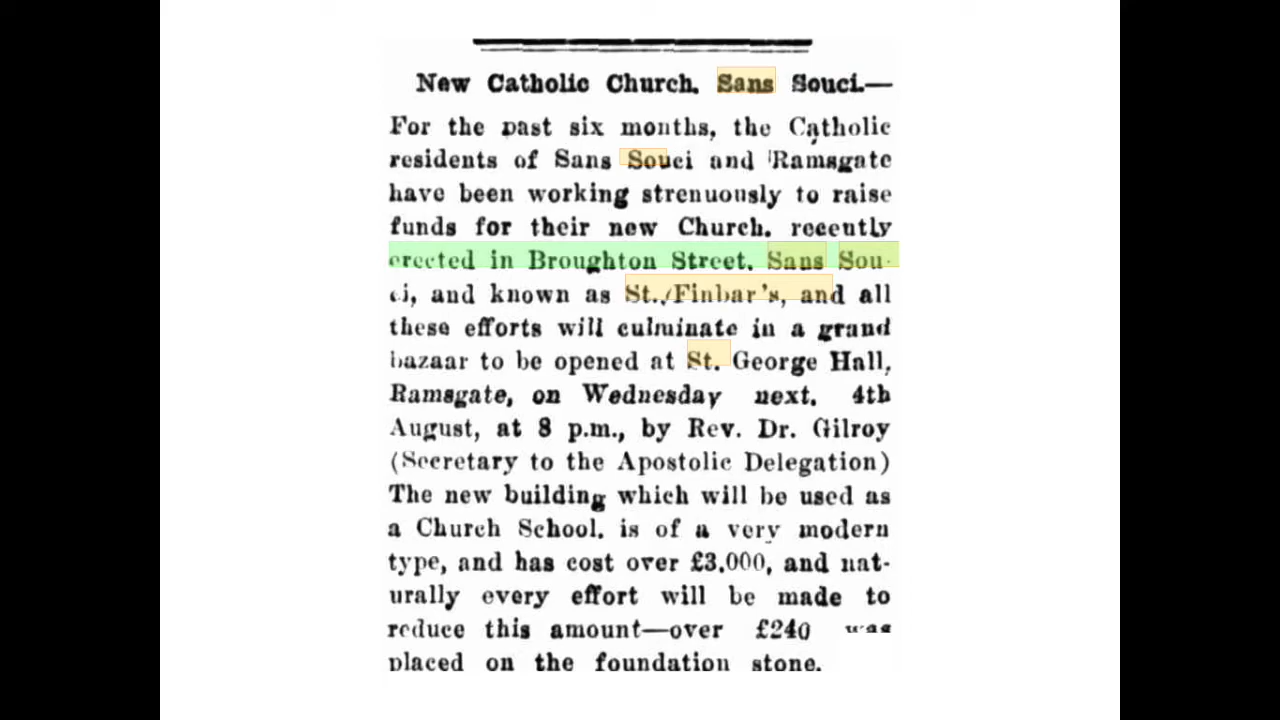 New Catholic Church, Sans Souci.—
For the past six months, the Catholic
residents of Sans Souci and Ramsgate
have been working strenuously to raise
funds for their new Church, recently
erected in Broughton Street, Sans Sou-
ci, and known as St. Finbar's, and all
these efforts will culminate in a grand
bazaar to be opened at St. George Hall,
Ramsgate, on Wednesday next, 4th
August, at 8 p.m., by Rev. Dr. Gilroy
(Secretary to the Apostolic Delegation)
The new building which will be used as
a Church School, is of a very modern
type, and has cost over £3,000, and nat-
urally every effort will be made to
reduce this amount—over £240 was
placed on the foundation stone.